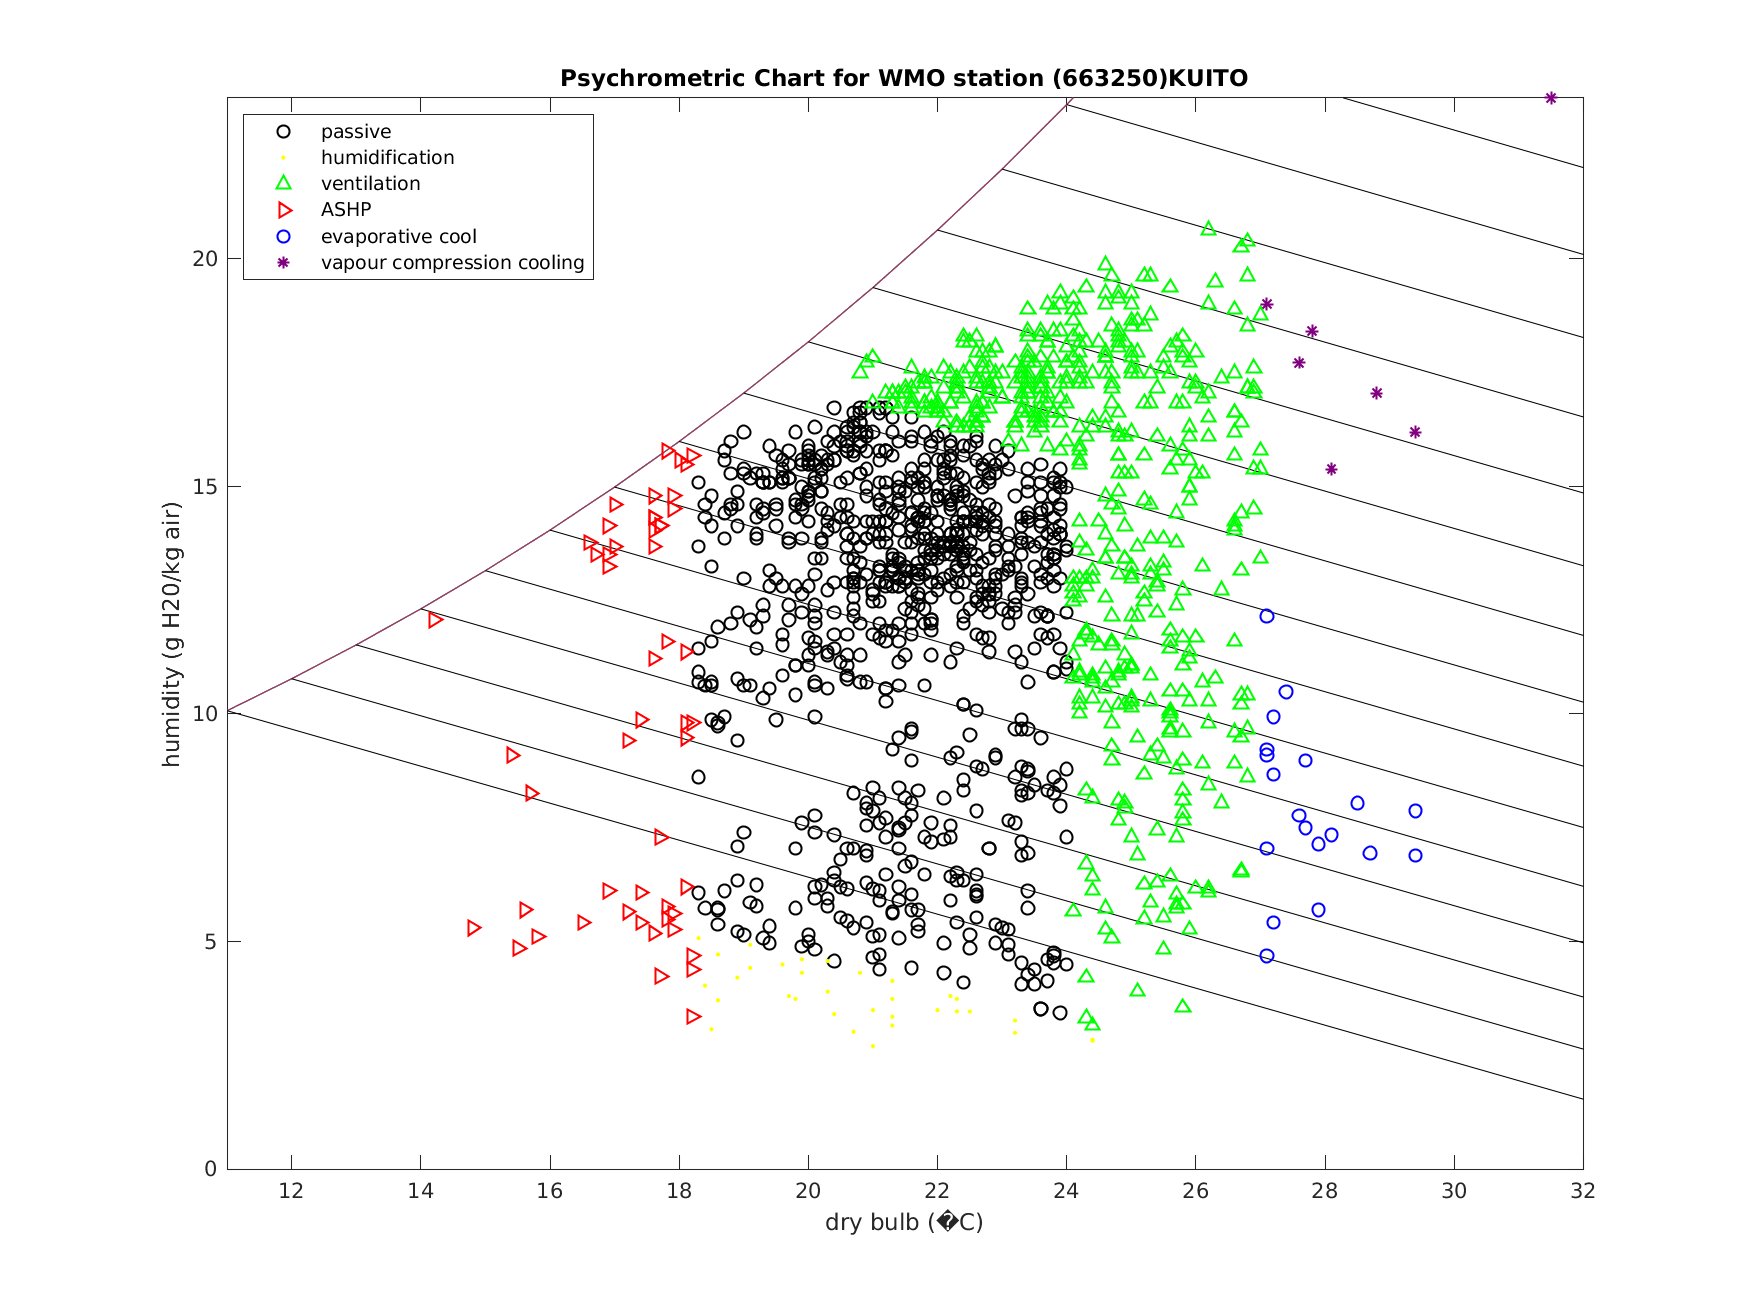 Psychrometric Chart for WMO station (663250)KUITO
passive
humidification
ventilation
ASHP
evaporative cool
vapour compression cooling
humidity (g H20/kg air)
20
15
10
5
0
12 14 16 18 20 22 24 26 28 30 32
dry bulb (�C)